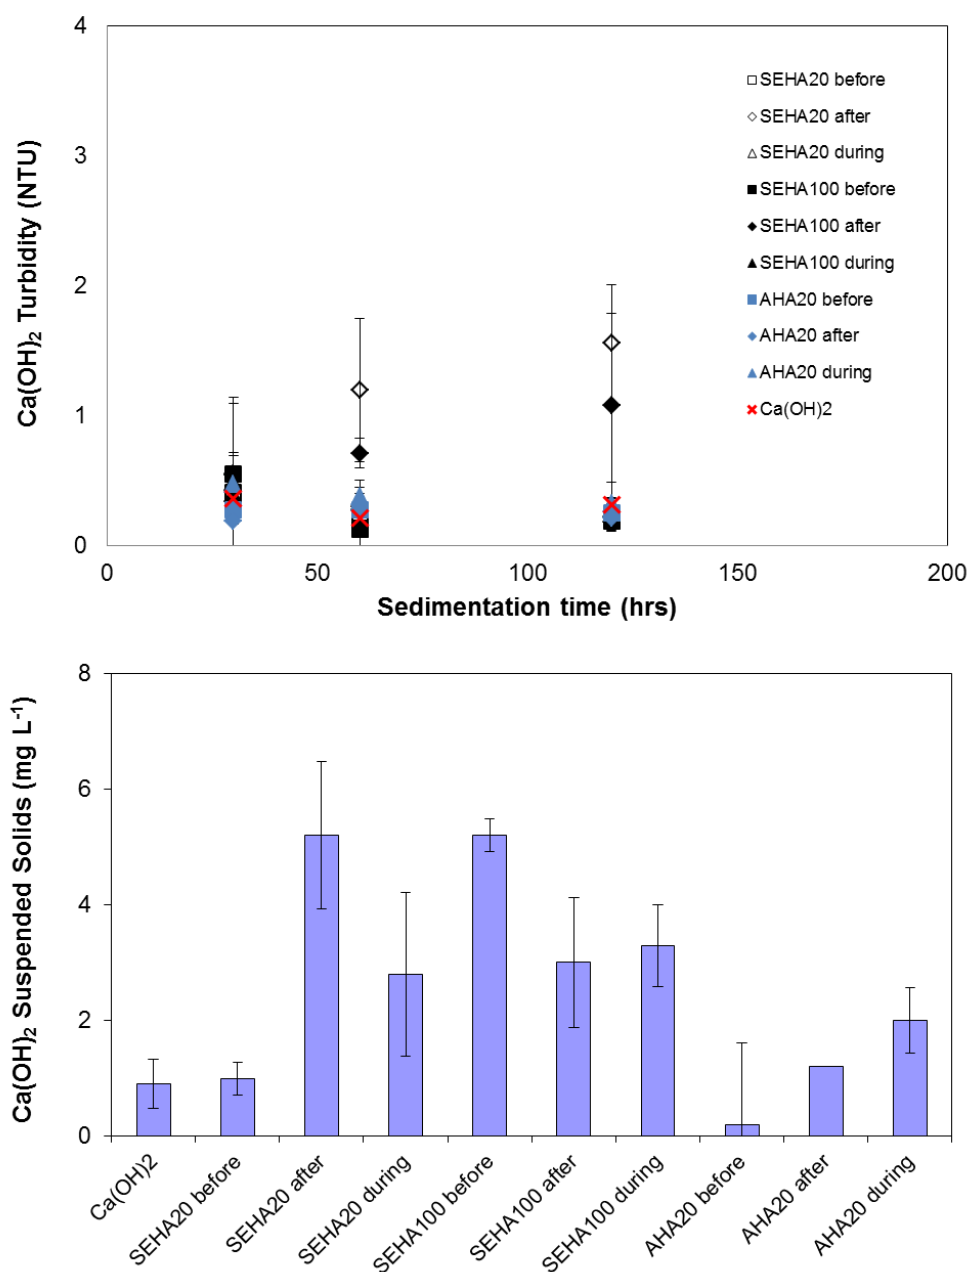 4
3
2
1
0
Ca(OH)₂ Turbidity (NTU)
SEHA20 before
SEHA20 after
SEHA20 during
SEHA100 before
SEHA100 after
SEHA100 during
AHA20 before
AHA20 after
AHA20 during
Ca(OH)2
0 50 100 150 200
Sedimentation time (hrs)
8
6
4
2
0
Ca(OH)₂ Suspended Solids (mg L⁻¹)
Ca(OH)2
SEHA20 before
SEHA20 after
SEHA20 during
SEHA100 before
SEHA100 after
SEHA100 during
AHA20 before
AHA20 after
AHA20 during